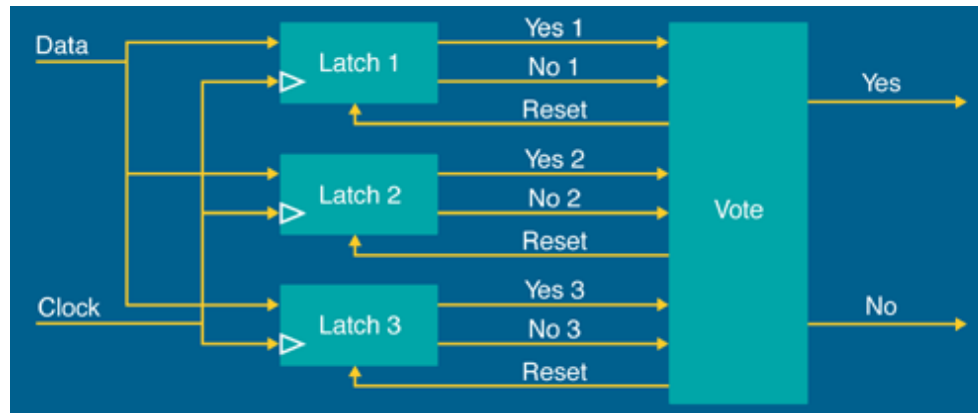 Data
Clock
Latch 1
Yes 1
No 1
Reset
Latch 2
Yes 2
No 2
Reset
Latch 3
Yes 3
No 3
Reset
Vote
Yes
No